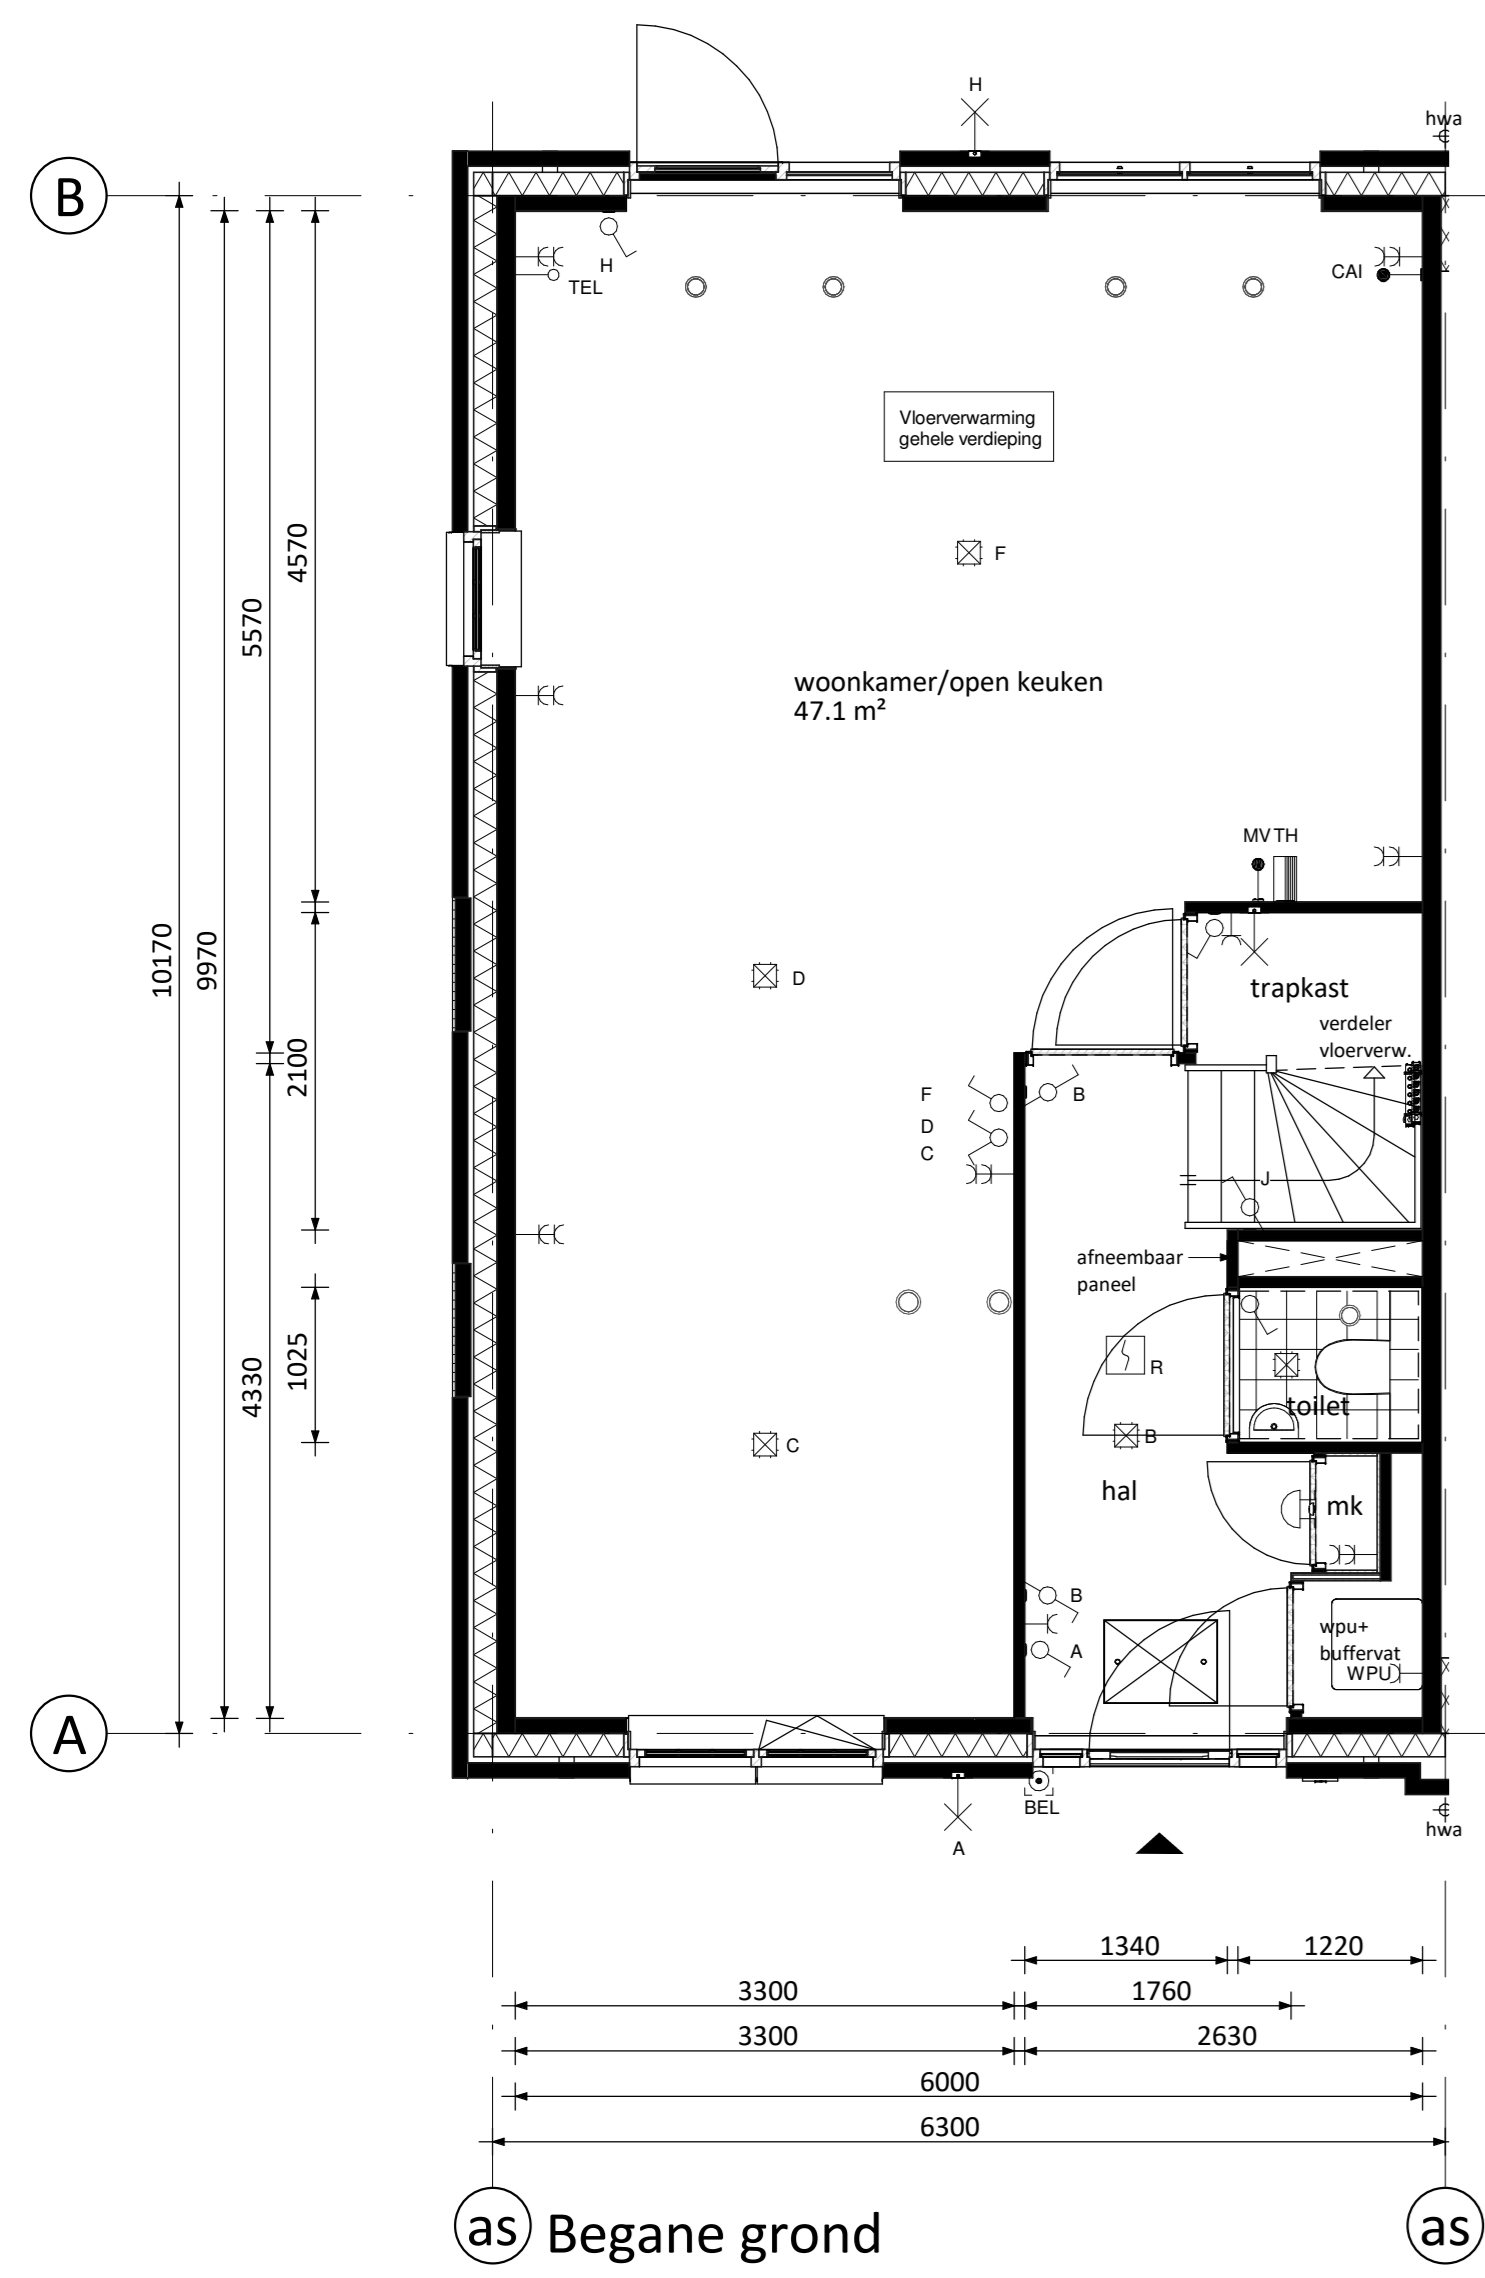 H
hwa
B
H
TEL
CAI
Vloerverwarming
gehele verdieping
4570
F
5570
woonkamer/open keuken
47.1 m²
MV TH
10170
9970
D
trapkast
verdeler
vloerverw.
2100
F
B
D
C
J
afneembaar
paneel
1025
4330
R
toilet
B
C
hal
mk
B
A
wpu+
buffervat
WPU
A
BEL
A
hwa
1340
1220
3300
1760
3300
2630
6000
6300
as
Begane grond
as